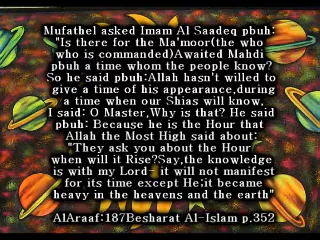 Mufathel asked Imam Al Saadeq pbuh:
"Is there for the Ma'moor(the who
who is commanded)Awaited Mahdi
pbuh a time whom the people know?
So he said pbuh:Allah hasn't willed to
give a time of his appearance,during
a time when our Shias will know,
I said: O Master,Why is that? He said
pbuh: Because he is the Hour that
Allah the Most High said about:
"They ask you about the Hour
when will it Rise?Say,the knowledge
is with my Lord- it will not manifest
for its time except He;it became
heavy in the heavens and the earth"
AlAraaf:187Besharat Al-Islam p.352